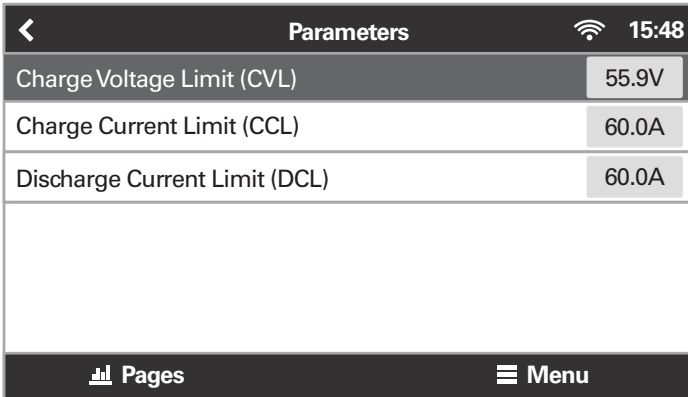 Parameters 15:48
Charge Voltage Limit (CVL) 55.9V
Charge Current Limit (CCL) 60.0A
Discharge Current Limit (DCL) 60.0A
Pages Menu